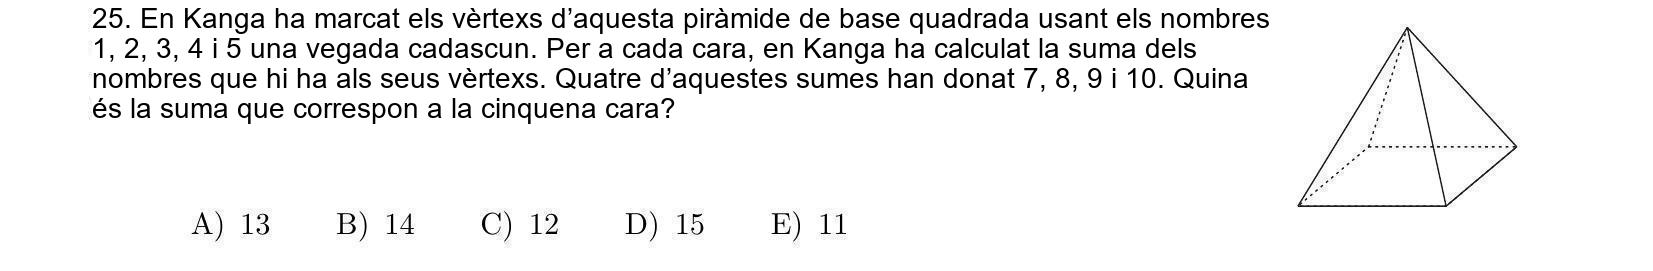 25. En Kanga ha marcat els vèrtexs d’aquesta piràmide de base quadrada usant els nombres
1, 2, 3, 4 i 5 una vegada cadascun. Per a cada cara, en Kanga ha calculat la suma dels
nombres que hi ha als seus vèrtexs. Quatre d’aquestes sumes han donat 7, 8, 9 i 10. Quina
és la suma que correspon a la cinquena cara?
A) 13 B) 14 C) 12 D) 15 E) 11